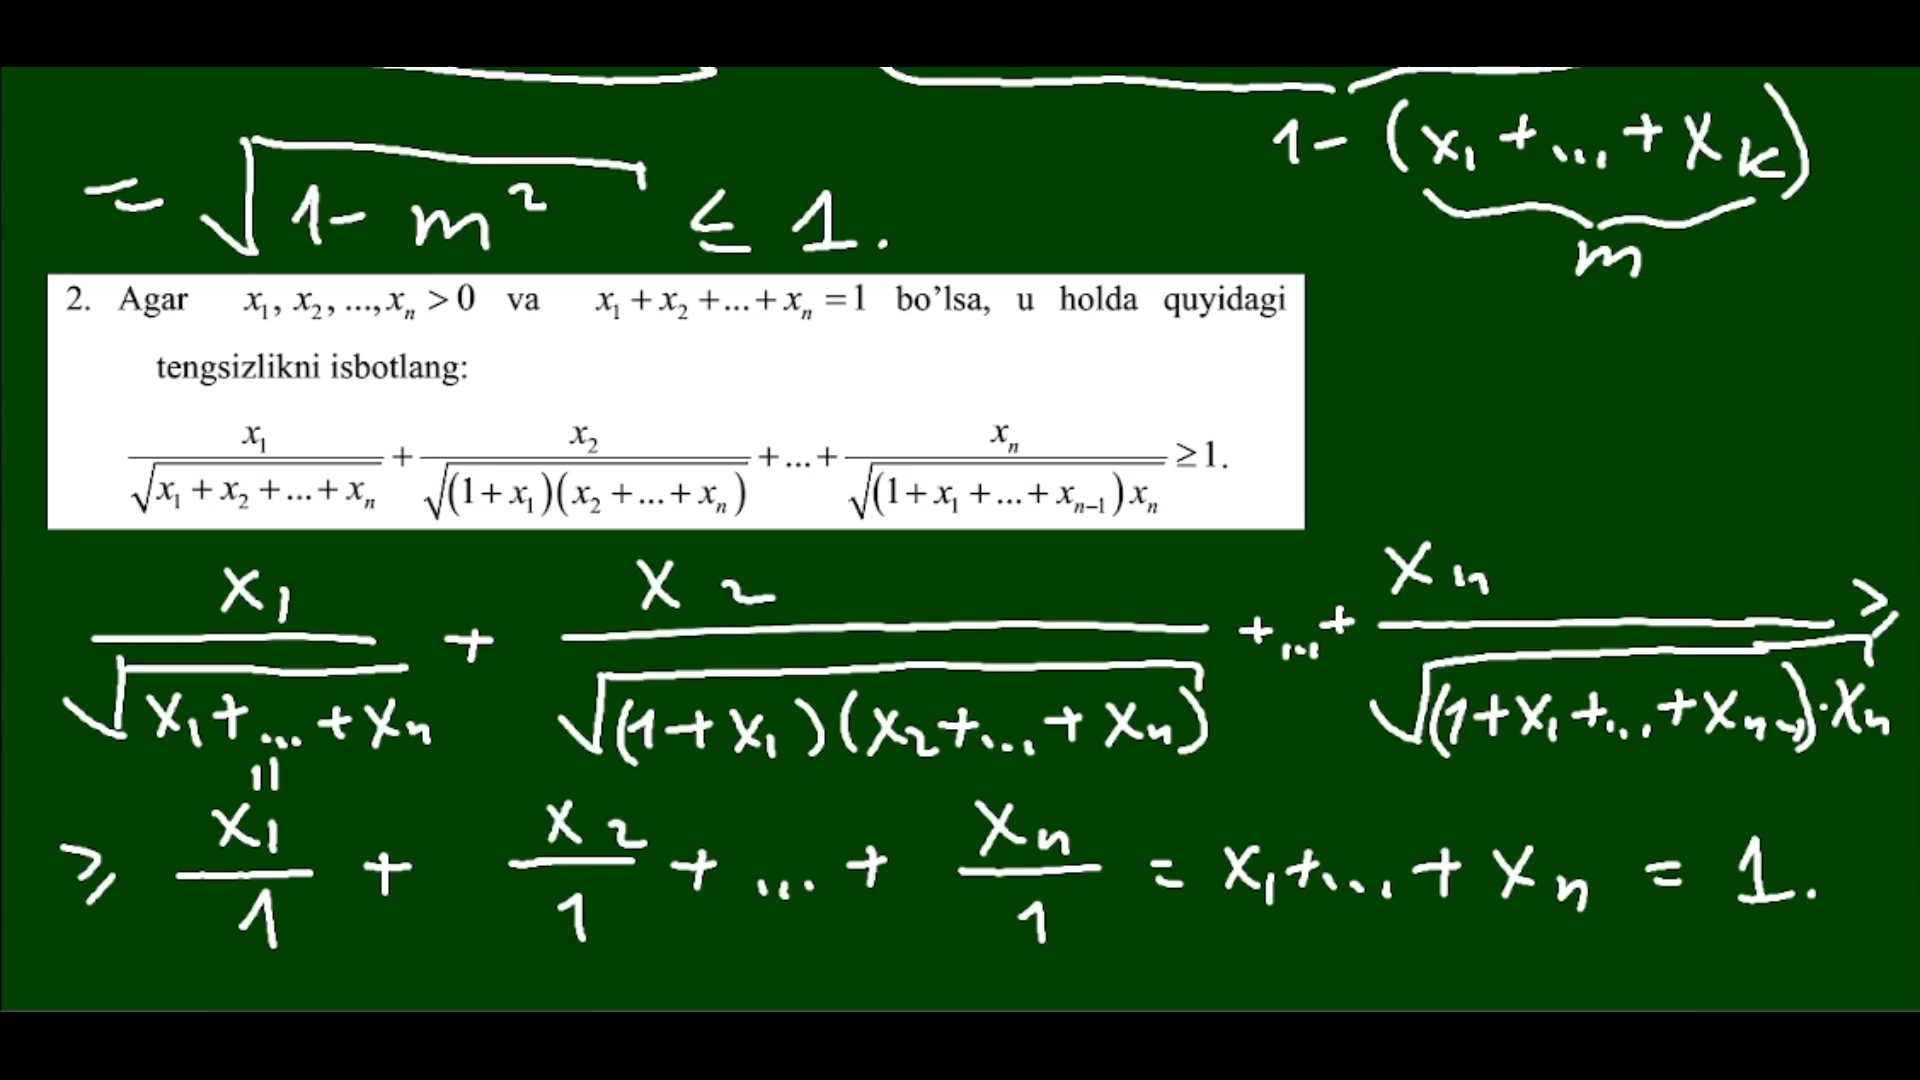 1 - (x₁ + ... + x_k)
m
= √(1 - m²) ≤ 1.
2. Agar x₁, x₂, ..., xₙ > 0 va x₁ + x₂ + ... + xₙ = 1 bo’lsa, u holda quyidagi
tengsizlikni isbotlang:
x₁/√(x₁ + x₂ + ... + xₙ) + x₂/√((1 + x₁)(x₂ + ... + xₙ)) + ... + xₙ/√((1 + x₁ + ... + xₙ₋₁)xₙ) ≥ 1.
x₁/√(x₁ + ... + xₙ) + x₂/√((1 + x₁)(x₂ + ... + xₙ)) + ... + xₙ/√((1 + x₁ + ... + xₙ₋₁)·xₙ) ≥
=
≥ x₁/1 + x₂/1 + ... + xₙ/1 = x₁ + ... + xₙ = 1.